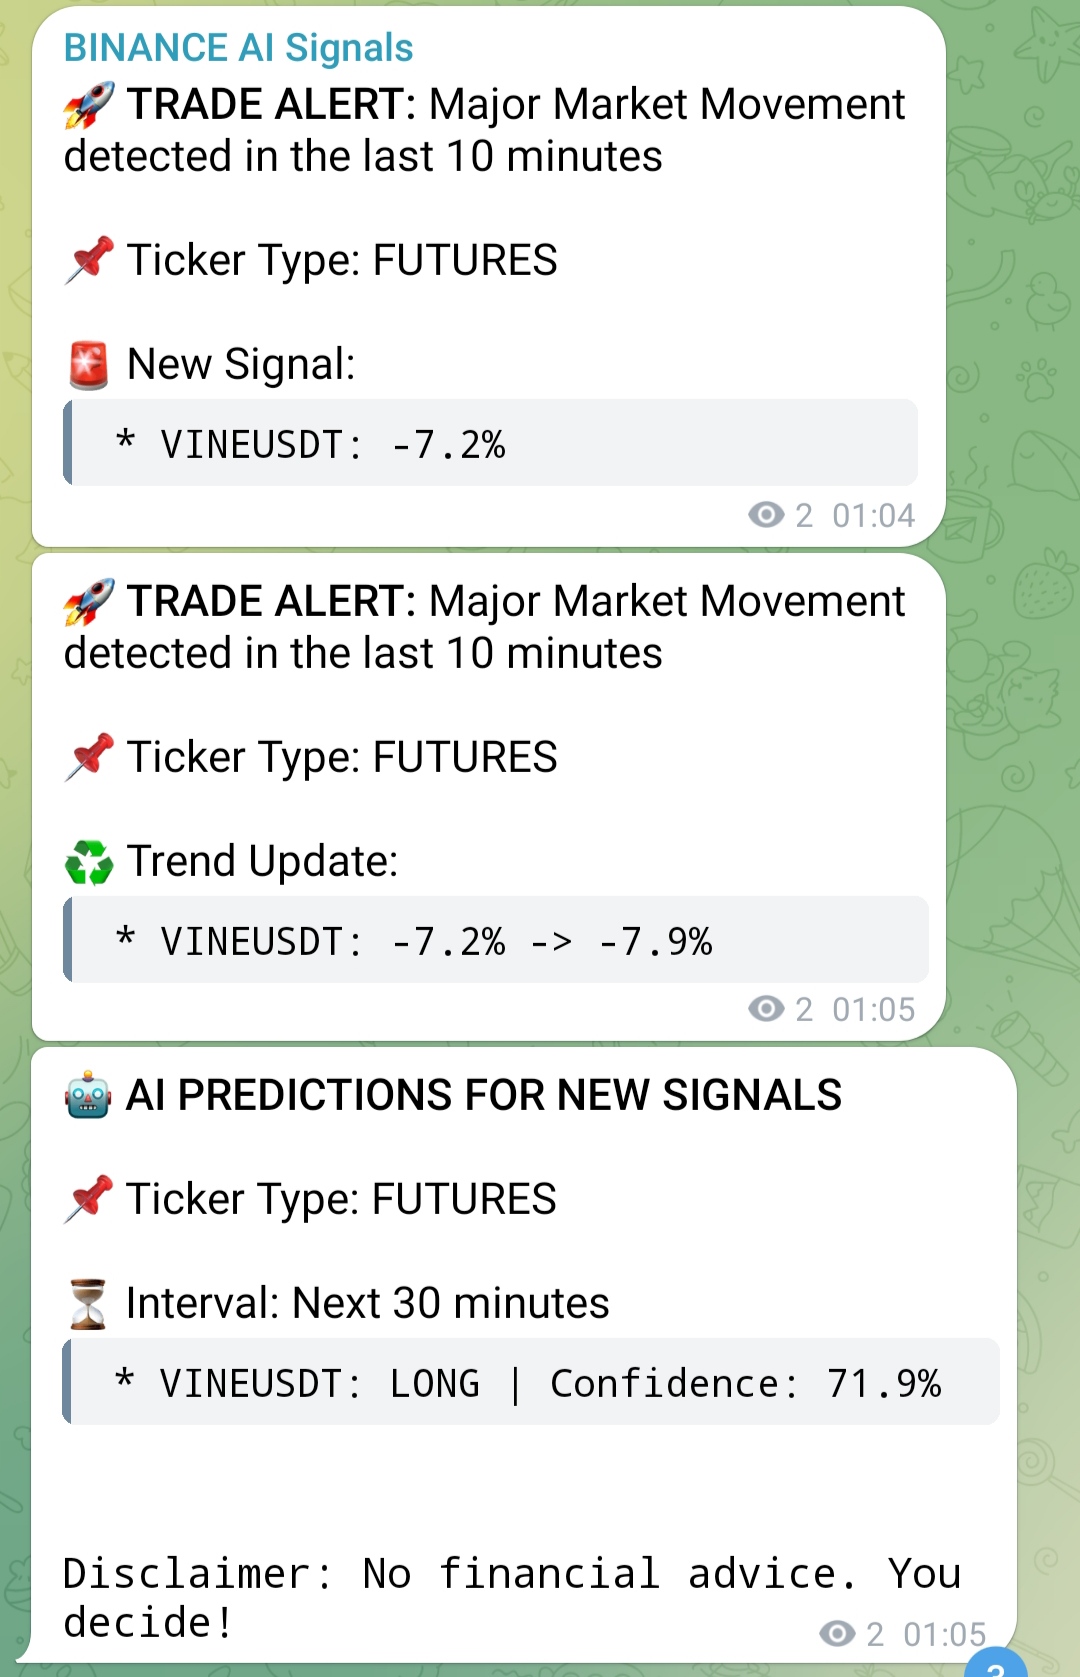 BINANCE AI Signals
🚀 TRADE ALERT: Major Market Movement
detected in the last 10 minutes
📌 Ticker Type: FUTURES
🚨 New Signal:
* VINEUSDT: -7.2%
2 01:04
🚀 TRADE ALERT: Major Market Movement
detected in the last 10 minutes
📌 Ticker Type: FUTURES
♻️ Trend Update:
* VINEUSDT: -7.2% -> -7.9%
2 01:05
🤖 AI PREDICTIONS FOR NEW SIGNALS
📌 Ticker Type: FUTURES
⏳ Interval: Next 30 minutes
* VINEUSDT: LONG | Confidence: 71.9%
Disclaimer: No financial advice. You
decide!
2 01:05